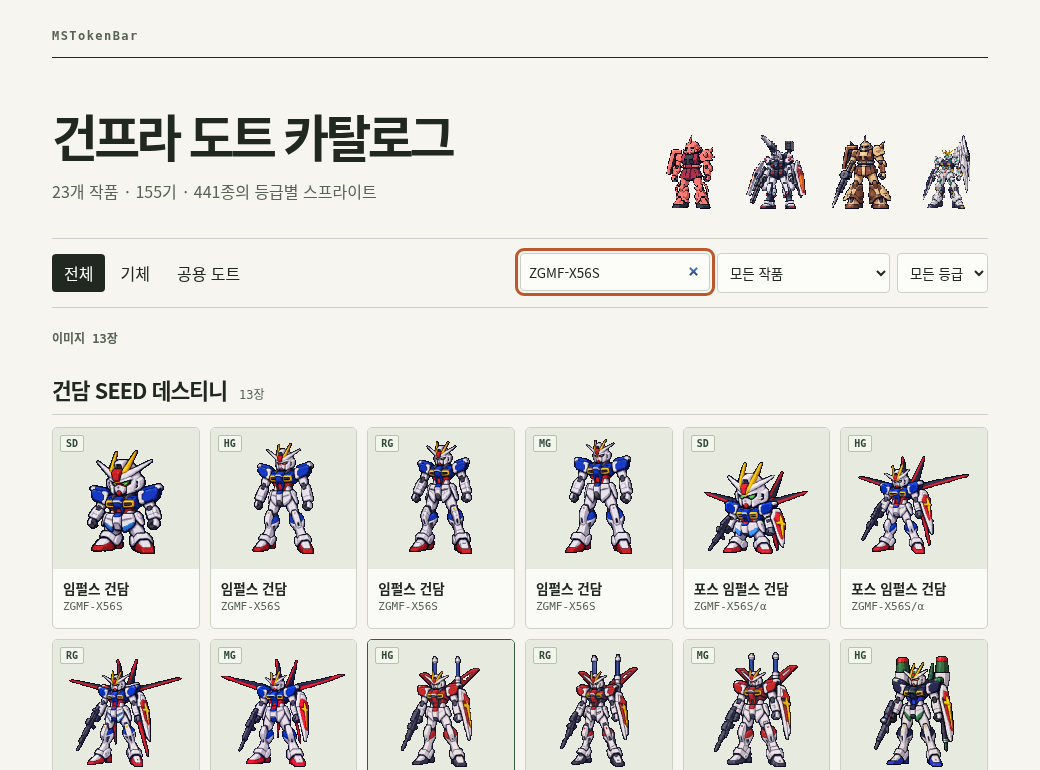 MSTokenBar
건프라 도트 카탈로그
23개 작품 · 155기 · 441종의 등급별 스프라이트
전체 기체 공용 도트 ZGMF-X56S × 모든 작품 모든 등급
이미지 13장
건담 SEED 데스티니 13장
SD HG RG MG SD HG
임펄스 건담 임펄스 건담 임펄스 건담 임펄스 건담 포스 임펄스 건담 포스 임펄스 건담
ZGMF-X56S ZGMF-X56S ZGMF-X56S ZGMF-X56S ZGMF-X56S/α ZGMF-X56S/α
RG MG HG RG MG HG